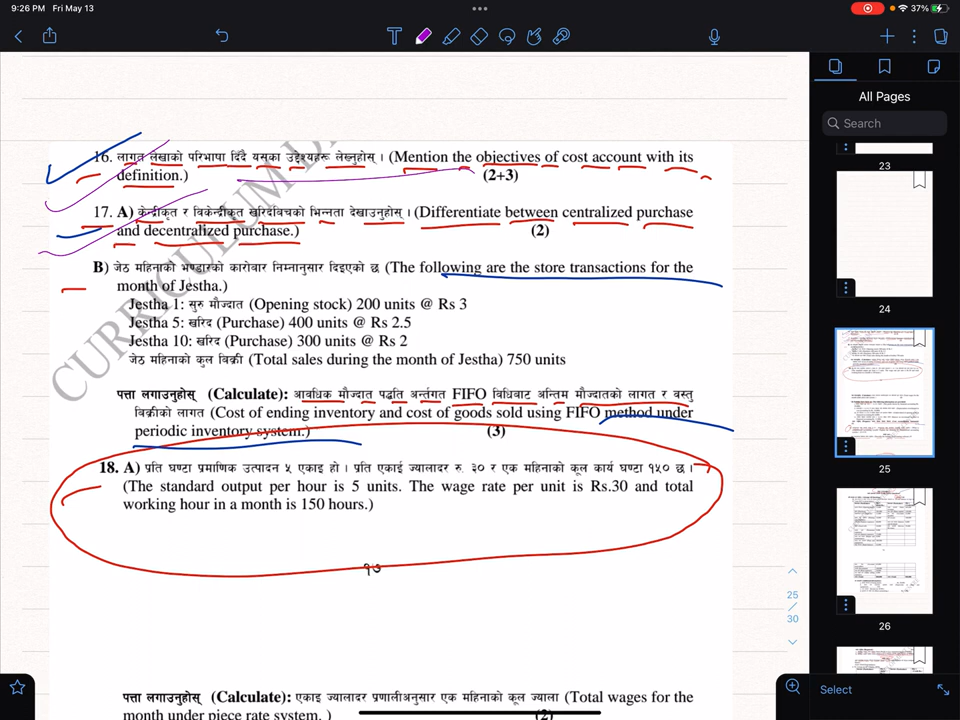 9:26 PM Fri May 13
37%
All Pages
Search
23
16. लागत लेखाको परिभाषा दिँदै यसका उद्देश्यहरू लेख्नुहोस् । (Mention the objectives of cost account with its
definition.) (2+3)
17. A) केन्द्रीकृत र विकेन्द्रीकृत खरिदबिचको भिन्नता देखाउनुहोस् । (Differentiate between centralized purchase
and decentralized purchase.) (2)
B) जेठ महिनाको भण्डारको कारोबार निम्नानुसार दिइएको छ (The following are the store transactions for the
month of Jestha.)
Jestha 1: सुरु मौज्दात (Opening stock) 200 units @ Rs 3
Jestha 5: खरिद (Purchase) 400 units @ Rs 2.5
Jestha 10: खरिद (Purchase) 300 units @ Rs 2
जेठ महिनाको कुल बिक्री (Total sales during the month of Jestha) 750 units
पत्ता लगाउनुहोस् (Calculate): आवधिक मौज्दात पद्धति अर्न्तगत FIFO विधिबाट अन्तिम मौज्दातको लागत र वस्तु
विक्रीको लागत (Cost of ending inventory and cost of goods sold using FIFO method under
periodic inventory system.) (3)
18. A) प्रति घण्टा प्रमाणिक उत्पादन ५ एकाइ हो । प्रति एकाई ज्यालादर रु. ३० र एक महिनाको कूल कार्य घण्टा १५० छ ।
(The standard output per hour is 5 units. The wage rate per unit is Rs.30 and total
working hour in a month is 150 hours.)
१७
पत्ता लगाउनुहोस् (Calculate): एकाइ ज्यालादर प्रणालीअनुसार एक महिनाको कूल ज्याला (Total wages for the
month under piece rate system. ) (2)
CURRICULUM D
24
25
26
25
/
30
Select